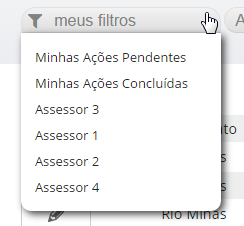 meus filtros
A
Minhas Ações Pendentes
Minhas Ações Concluídas
Assessor 3
Assessor 1
Assessor 2
Assessor 4
Rio Minas